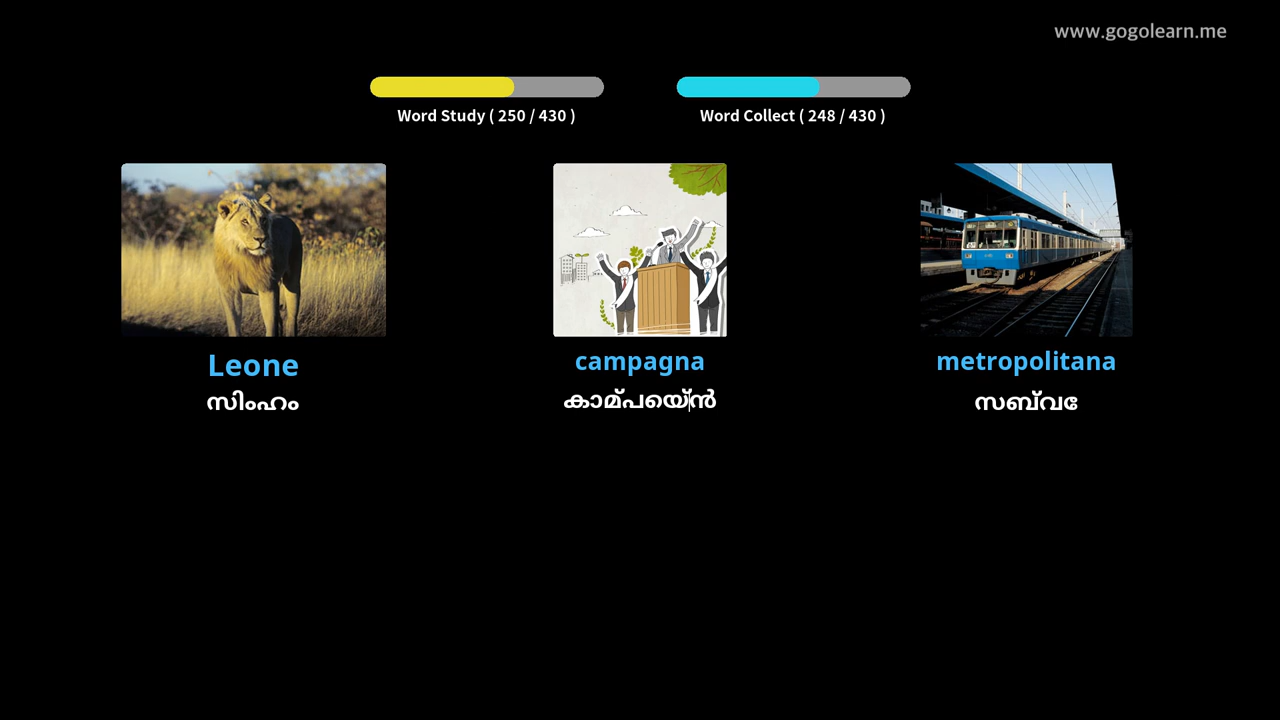 www.gogolearn.me
Word Study ( 250 / 430 )
Word Collect ( 248 / 430 )
Leone
campagna
metropolitana
സിംഹം
കാമ്പയെ്ൻ
സബ്‌വേ